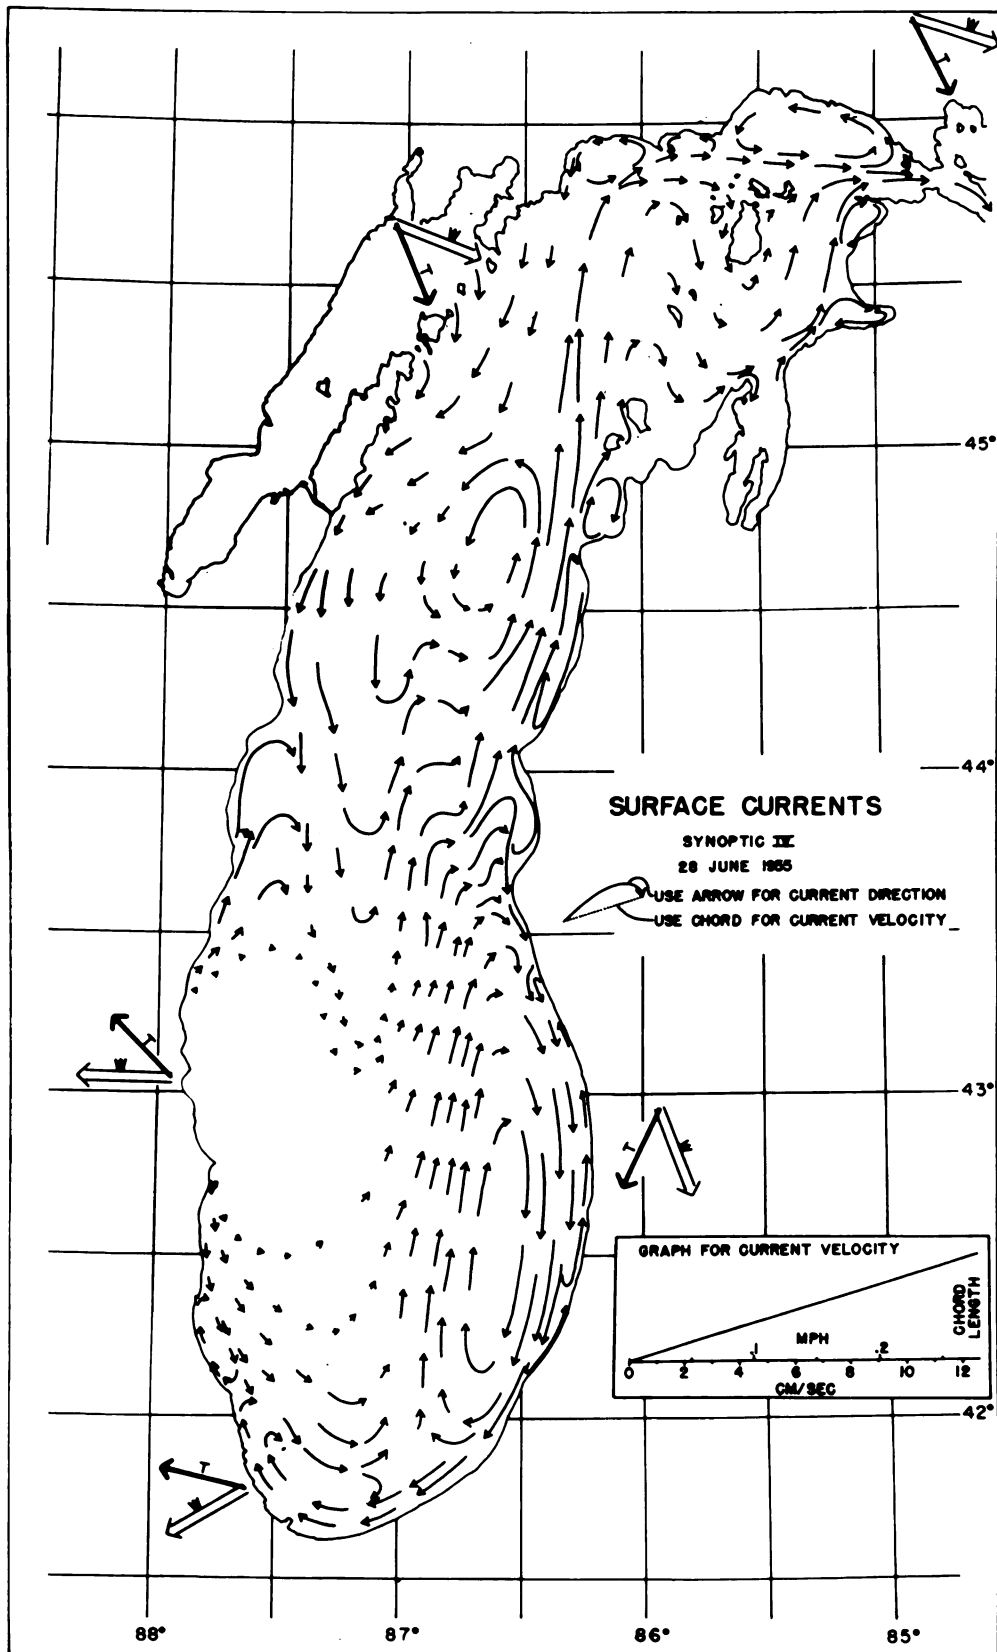 W
T
W
T
45°
44°
SURFACE CURRENTS
SYNOPTIC IV
28 JUNE 1955
USE ARROW FOR CURRENT DIRECTION
USE CHORD FOR CURRENT VELOCITY
T
W
43°
T
W
GRAPH FOR CURRENT VELOCITY
CHORD LENGTH
MPH
.1 .2
0 2 4 6 8 10 12
CM/SEC
42°
T
W
88° 87° 86° 85°